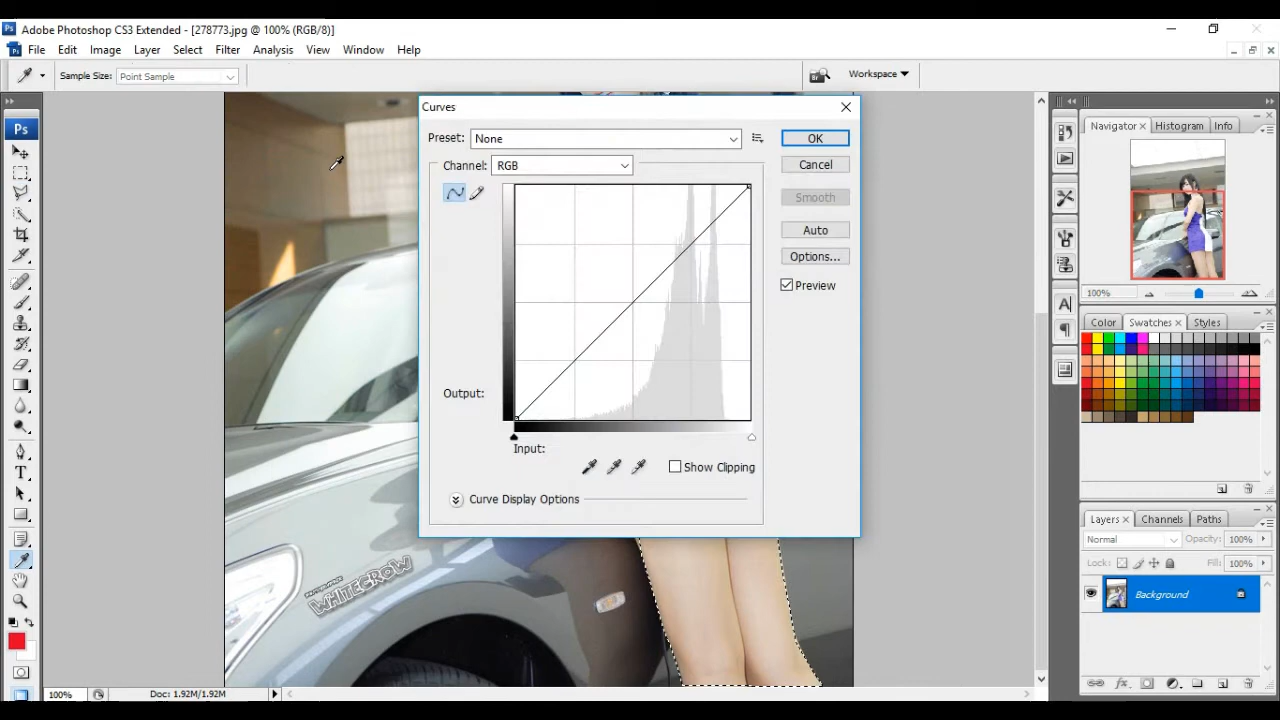 Adobe Photoshop CS3 Extended - [278773.jpg @ 100% (RGB/8)]
File Edit Image Layer Select Filter Analysis View Window Help
Sample Size: Point Sample
Workspace
Ps
Curves
Preset: None
OK
Channel: RGB
Cancel
Smooth
Auto
Options...
Preview
Output:
Input:
Show Clipping
Curve Display Options
Navigator Histogram Info
100%
Color Swatches Styles
Layers Channels Paths
Normal Opacity: 100%
Lock: Fill: 100%
Background
WHITECROW
100% Doc: 1.92M/1.92M